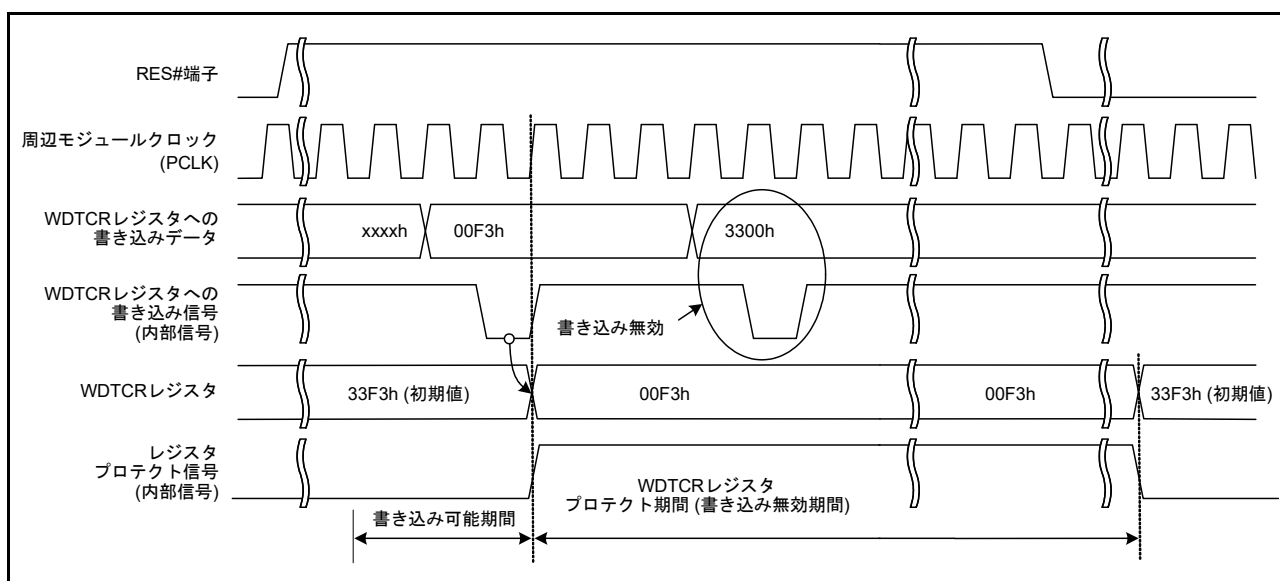 RES#端子
周辺モジュールクロック
(PCLK)
WDTCRレジスタへの
書き込みデータ
xxxxh
00F3h
3300h
WDTCRレジスタへの
書き込み信号
(内部信号)
書き込み無効
WDTCRレジスタ
33F3h (初期値)
00F3h
00F3h
33F3h (初期値)
レジスタ
プロテクト信号
(内部信号)
WDTCRレジスタ
プロテクト期間 (書き込み無効期間)
書き込み可能期間